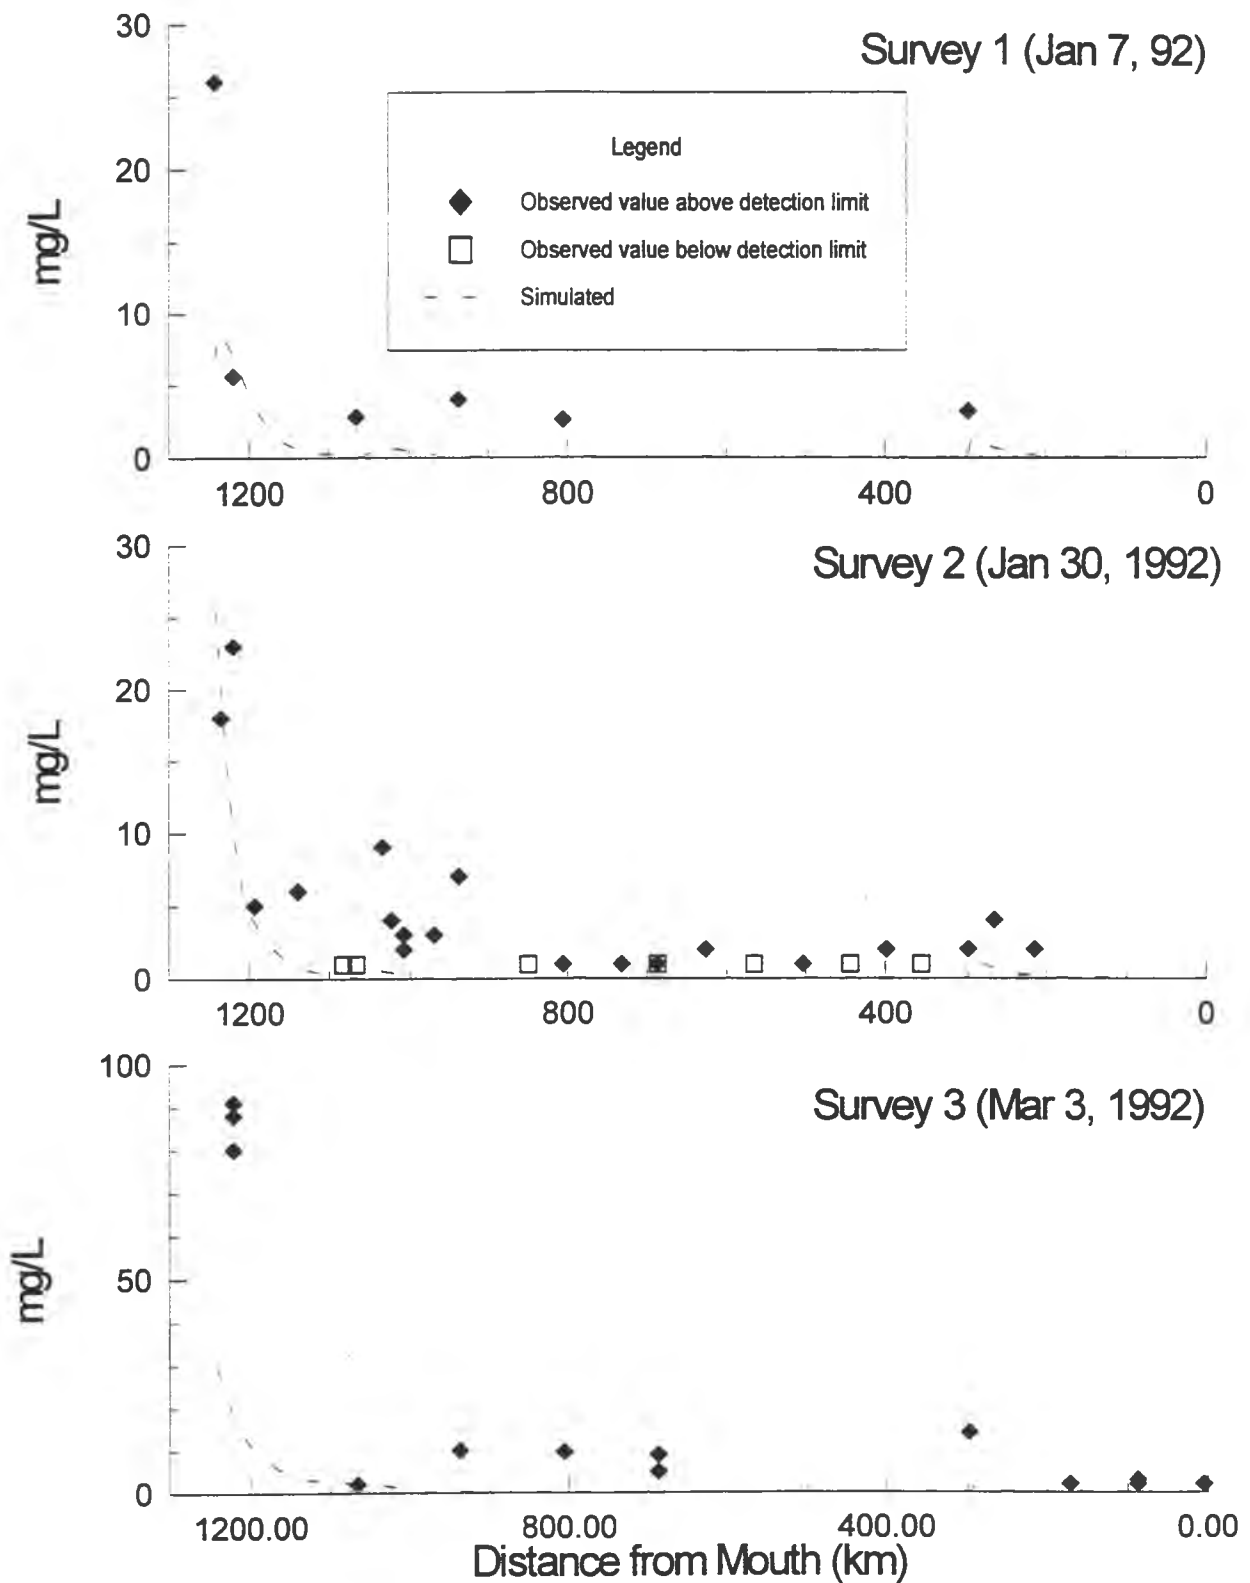 Survey 1 (Jan 7, 92)
30
20
10
0
mg/L
Legend
Observed value above detection limit
Observed value below detection limit
Simulated
1200
800
400
0
Survey 2 (Jan 30, 1992)
30
20
10
0
mg/L
1200
800
400
0
Survey 3 (Mar 3, 1992)
100
50
0
mg/L
1200.00
800.00
400.00
0.00
Distance from Mouth (km)